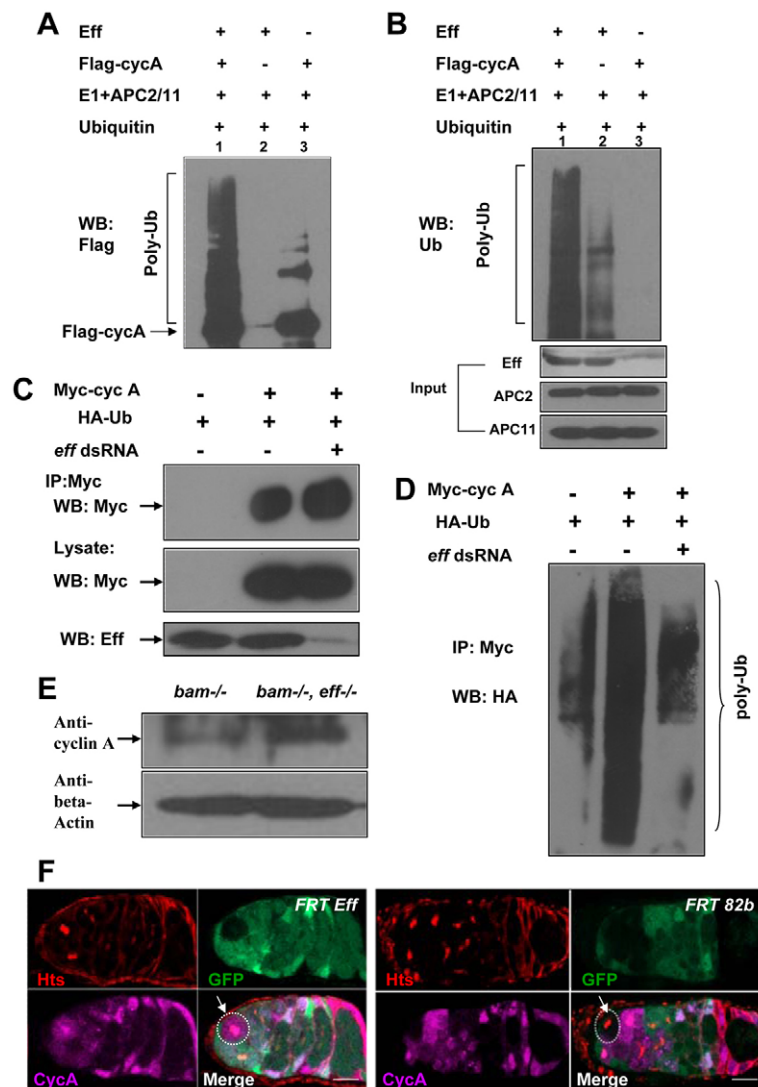 A
Eff + + -
Flag-cycA + - +
E1+APC2/11 + + +
Ubiquitin + + +
1 2 3
WB:
Flag
Poly-Ub
Flag-cycA
B
Eff + + -
Flag-cycA + - +
E1+APC2/11 + + +
Ubiquitin + + +
1 2 3
WB:
Ub
Poly-Ub
Input
Eff
APC2
APC11
C
Myc-cyc A - + +
HA-Ub + + +
eff dsRNA - - +
IP:Myc
WB: Myc
Lysate:
WB: Myc
WB: Eff
D
Myc-cyc A - + +
HA-Ub + + +
eff dsRNA - - +
IP: Myc
WB: HA
poly-Ub
E
bam-/- bam-/-, eff-/-
Anti-
cyclin A
Anti-
beta-
Actin
F
Hts
FRT Eff
GFP
CycA
Merge
Hts
FRT 82b
GFP
CycA
Merge